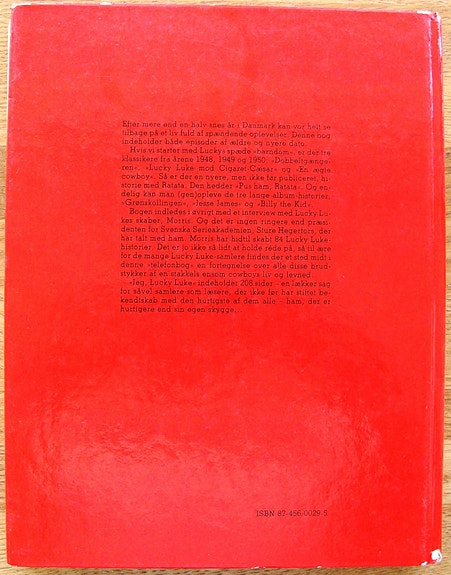 Efter mere end en halv snes år i Danmark kan vor helt se
tilbage på et liv fuld af spændende oplevelser. Denne bog
indeholder både episoder af ældre og nyere dato.
Hvis vi starter med Luckys spæde »barndom«, er der tre
klassikere fra årene 1948, 1949 og 1950: »Dobbeltgænge-
ren«, »Lucky Luke mod Cigaret-Cæsar« og »En ægte
cowboy«. Så er der en nyere, men ikke før publiceret,
historie med Ratata. Den hedder »Pus ham, Ratata«. Og en-
delig kan man (gen)opleve de tre lange album-historier,
»Grønskollingen«, »Jesse James« og »Billy the Kid«.
Bogen indledes i øvrigt med et interview med Lucky Lu-
kes skaber, Morris. Og det er ingen ringere end præsi-
denten for Svenska Serieakademien, Sture Hegerfors, der
har talt med ham. Morris har hidtil skabt 84 Lucky Luke-
historier. Det er jo ikke så lidt at holde rede på, så til ære
for de mange Lucky Luke-samlere findes der et sted midt i
denne »telefonbog« en fortegnelse over alle disse brud-
stykker af en stakkels ensom cowboys liv og levned.
»Jeg, Lucky Luke« indeholder 208 sider - en lækker sag
for såvel samlere som læsere, der ikke før har stiftet be-
kendtskab med den hurtigste af dem alle - ham, der er
hurtigere end sin egen skygge...
ISBN 87-456-0029-5